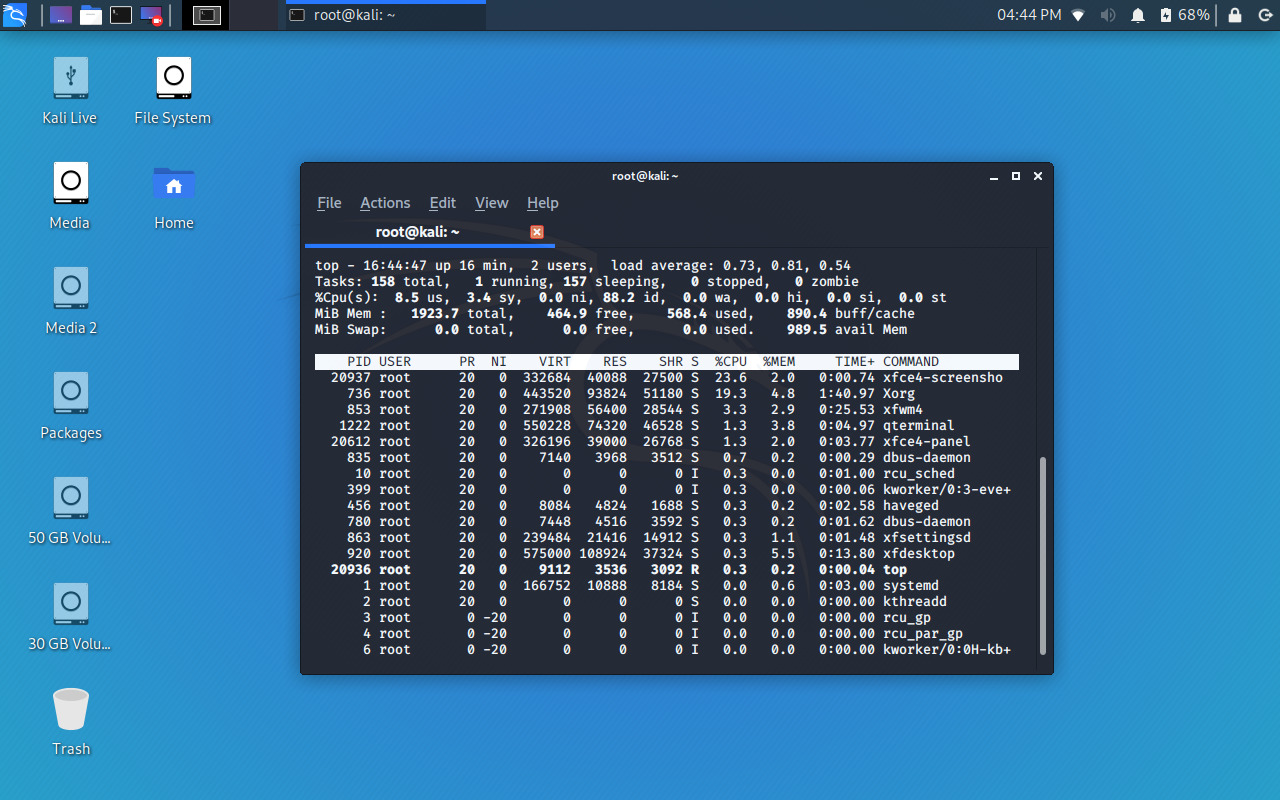 root@kali: ~
04:44 PM
68%
Kali Live
File System
Media
Home
Media 2
Packages
50 GB Volu...
30 GB Volu...
Trash
root@kali: ~
File Actions Edit View Help
root@kali: ~
top - 16:44:47 up 16 min,  2 users,  load average: 0.73, 0.81, 0.54
Tasks: 158 total,   1 running, 157 sleeping,   0 stopped,   0 zombie
%Cpu(s):  8.5 us,  3.4 sy,  0.0 ni, 88.2 id,  0.0 wa,  0.0 hi,  0.0 si,  0.0 st
MiB Mem :   1923.7 total,    464.9 free,    568.4 used,    890.4 buff/cache
MiB Swap:      0.0 total,      0.0 free,      0.0 used.    989.5 avail Mem
PID USER      PR  NI    VIRT    RES    SHR S  %CPU  %MEM     TIME+ COMMAND
20937 root      20   0  332684  40088  27500 S  23.6   2.0   0:00.74 xfce4-screensho
736 root      20   0  443520  93824  51180 S  19.3   4.8   1:40.97 Xorg
853 root      20   0  271908  56400  28544 S   3.3   2.9   0:25.53 xfwm4
1222 root      20   0  550228  74320  46528 S   1.3   3.8   0:04.97 qterminal
20612 root      20   0  326196  39000  26768 S   1.3   2.0   0:03.77 xfce4-panel
835 root      20   0    7140   3968   3512 S   0.7   0.2   0:00.29 dbus-daemon
10 root      20   0       0      0      0 I   0.3   0.0   0:01.00 rcu_sched
399 root      20   0       0      0      0 I   0.3   0.0   0:00.06 kworker/0:3-eve+
456 root      20   0    8084   4824   1688 S   0.3   0.2   0:02.58 haveged
780 root      20   0    7448   4516   3592 S   0.3   0.2   0:01.62 dbus-daemon
863 root      20   0  239484  21416  14912 S   0.3   1.1   0:01.48 xfsettingsd
920 root      20   0  575000 108924  37324 S   0.3   5.5   0:13.80 xfdesktop
20936 root      20   0    9112   3536   3092 R   0.3   0.2   0:00.04 top
1 root      20   0  166752  10888   8184 S   0.0   0.6   0:03.00 systemd
2 root      20   0       0      0      0 S   0.0   0.0   0:00.00 kthreadd
3 root       0 -20       0      0      0 I   0.0   0.0   0:00.00 rcu_gp
4 root       0 -20       0      0      0 I   0.0   0.0   0:00.00 rcu_par_gp
6 root       0 -20       0      0      0 I   0.0   0.0   0:00.00 kworker/0:0H-kb+